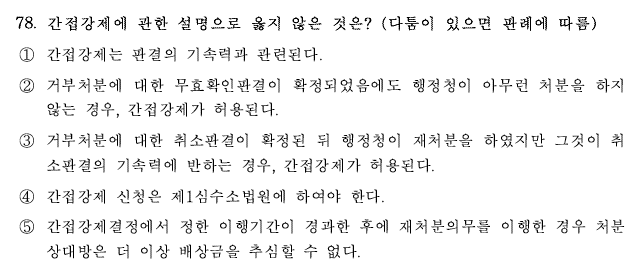 78. 간접강제에 관한 설명으로 옳지 않은 것은? (다툼이 있으면 판례에 따름)
① 간접강제는 판결의 기속력과 관련된다.
② 거부처분에 대한 무효확인판결이 확정되었음에도 행정청이 아무런 처분을 하지
않는 경우, 간접강제가 허용된다.
③ 거부처분에 대한 취소판결이 확정된 뒤 행정청이 재처분을 하였지만 그것이 취
소판결의 기속력에 반하는 경우, 간접강제가 허용된다.
④ 간접강제 신청은 제1심수소법원에 하여야 한다.
⑤ 간접강제결정에서 정한 이행기간이 경과한 후에 재처분의무를 이행한 경우 처분
상대방은 더 이상 배상금을 추심할 수 없다.